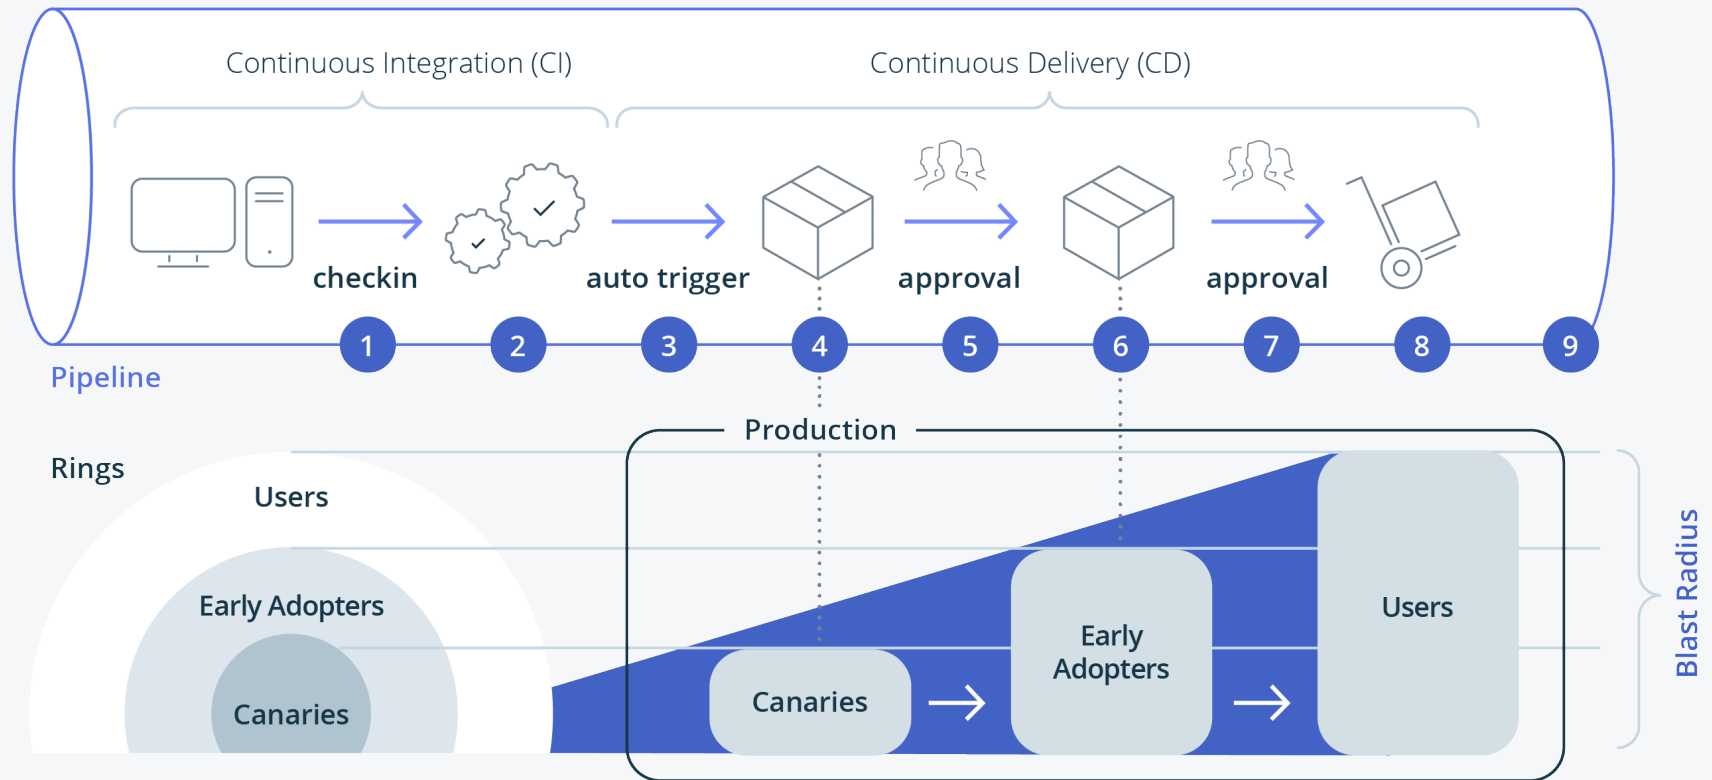 Continuous Integration (CI)
Continuous Delivery (CD)
checkin
auto trigger
approval
approval
1
2
3
4
5
6
7
8
9
Pipeline
Production
Rings
Users
Early Adopters
Canaries
Canaries
Early
Adopters
Users
Blast Radius